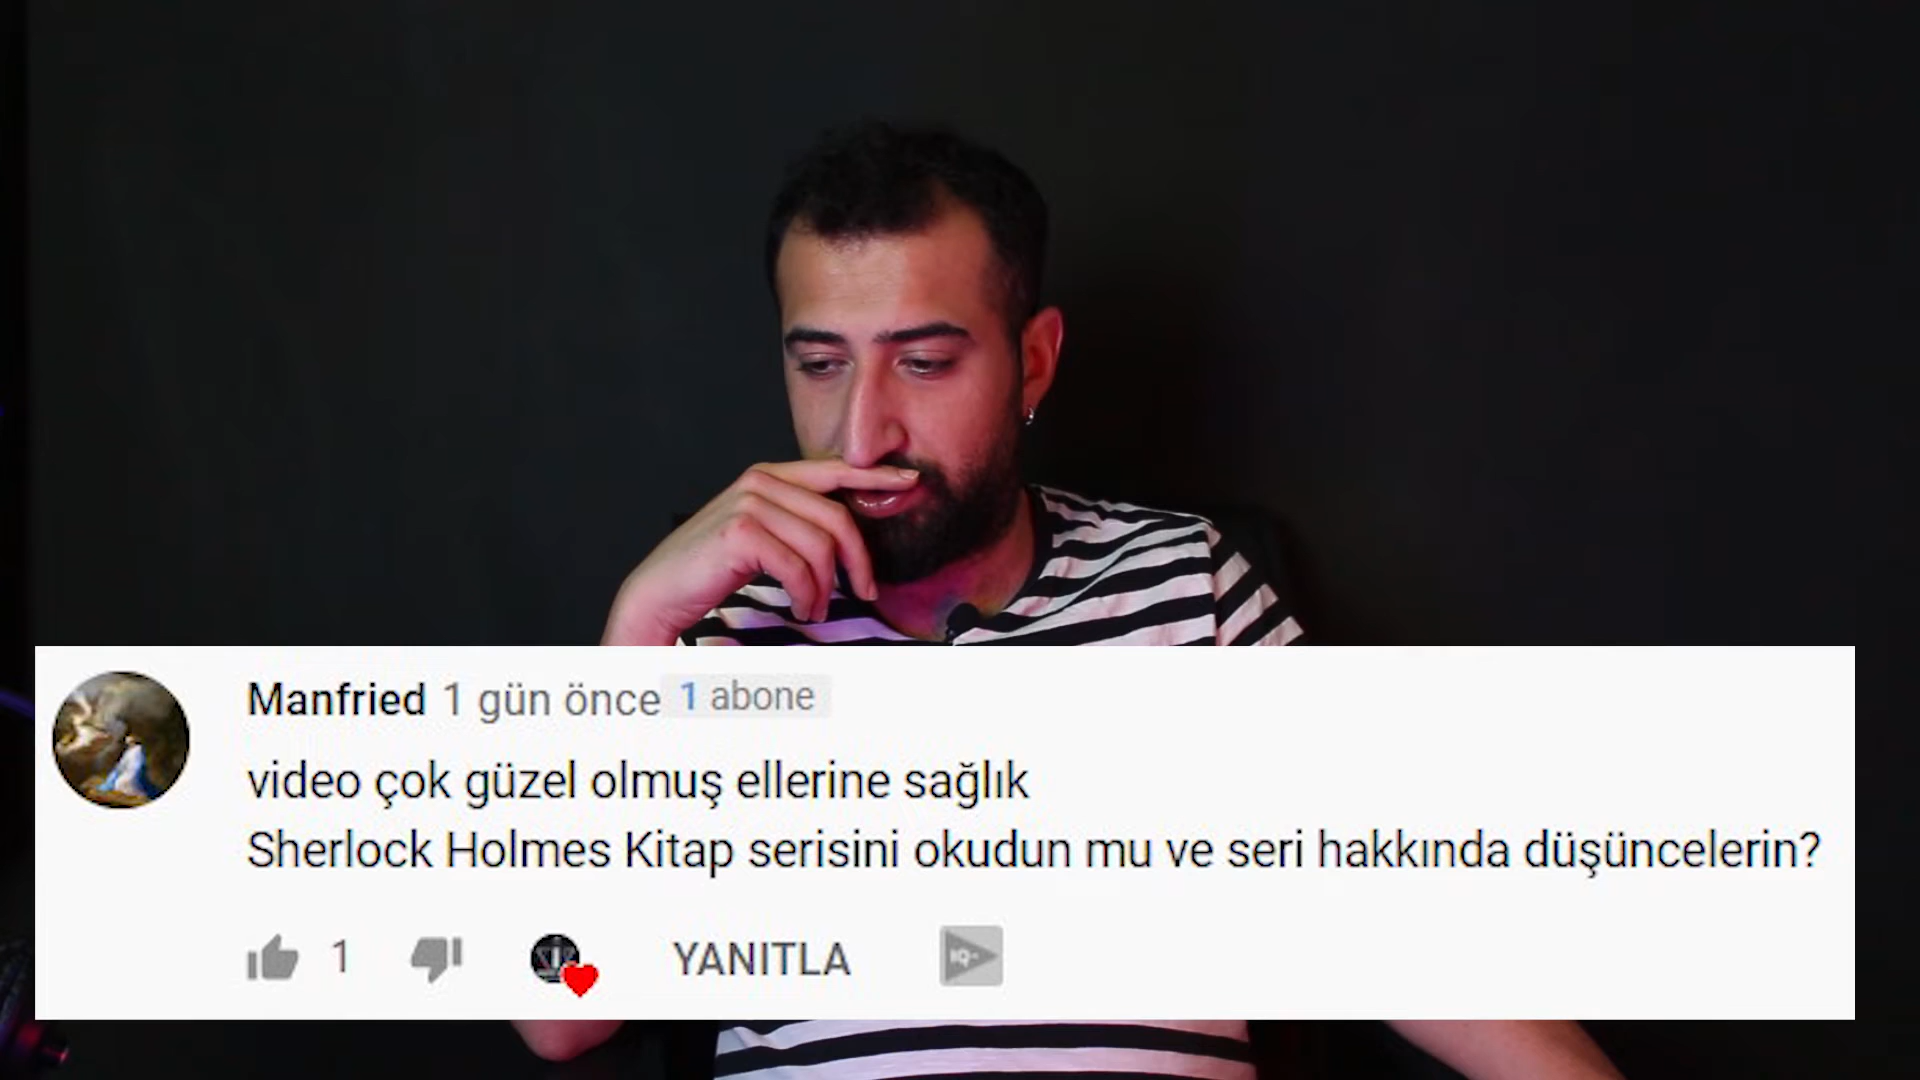 Manfried 1 gün önce 1 abone
video çok güzel olmuş ellerine sağlık
Sherlock Holmes Kitap serisini okudun mu ve seri hakkında düşüncelerin?
1 YANITLA IQ